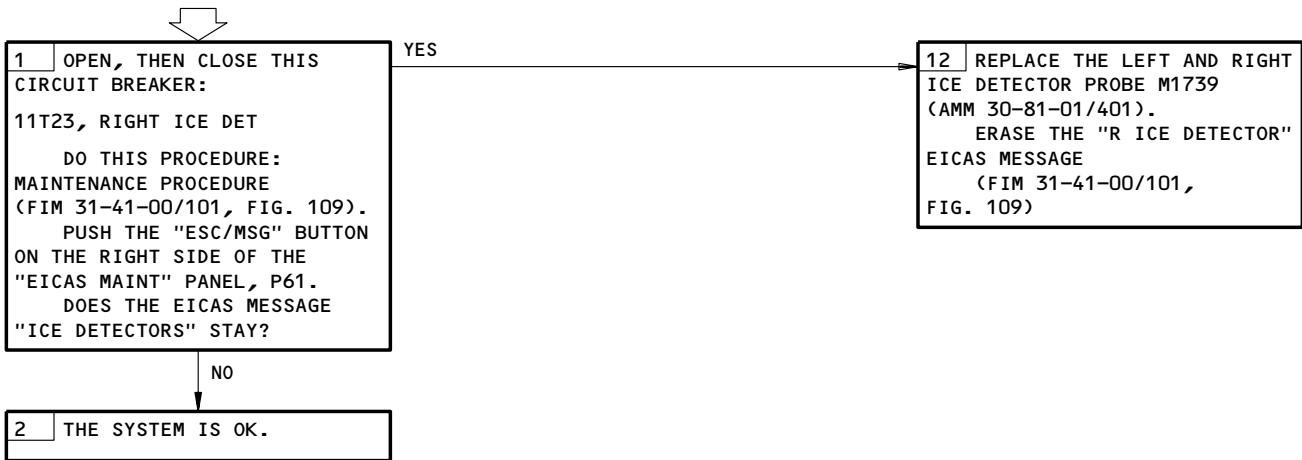 1 OPEN, THEN CLOSE THIS
CIRCUIT BREAKER:
11T23, RIGHT ICE DET
DO THIS PROCEDURE:
MAINTENANCE PROCEDURE
(FIM 31-41-00/101, FIG. 109).
PUSH THE "ESC/MSG" BUTTON
ON THE RIGHT SIDE OF THE
"EICAS MAINT" PANEL, P61.
DOES THE EICAS MESSAGE
"ICE DETECTORS" STAY?
YES
12 REPLACE THE LEFT AND RIGHT
ICE DETECTOR PROBE M1739
(AMM 30-81-01/401).
ERASE THE "R ICE DETECTOR"
EICAS MESSAGE
(FIM 31-41-00/101,
FIG. 109)
NO
2 THE SYSTEM IS OK.